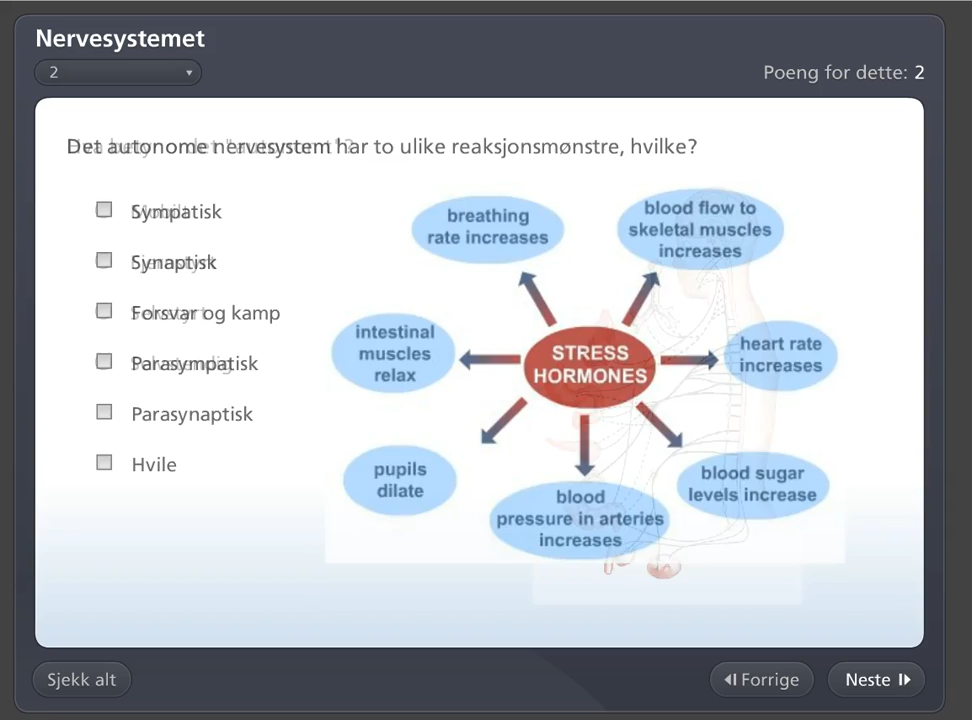 Nervesystemet
2
Poeng for dette: 2
Det autonome nervesystem har to ulike reaksjonsmønstre, hvilke?
Sympatisk
Synaptisk
Forsvar og kamp
Parasympatisk
Parasynaptisk
Hvile
breathing
rate increases
blood flow to
skeletal muscles
increases
intestinal
muscles
relax
STRESS
HORMONES
heart rate
increases
pupils
dilate
blood
pressure in arteries
increases
blood sugar
levels increase
Sjekk alt
Forrige
Neste